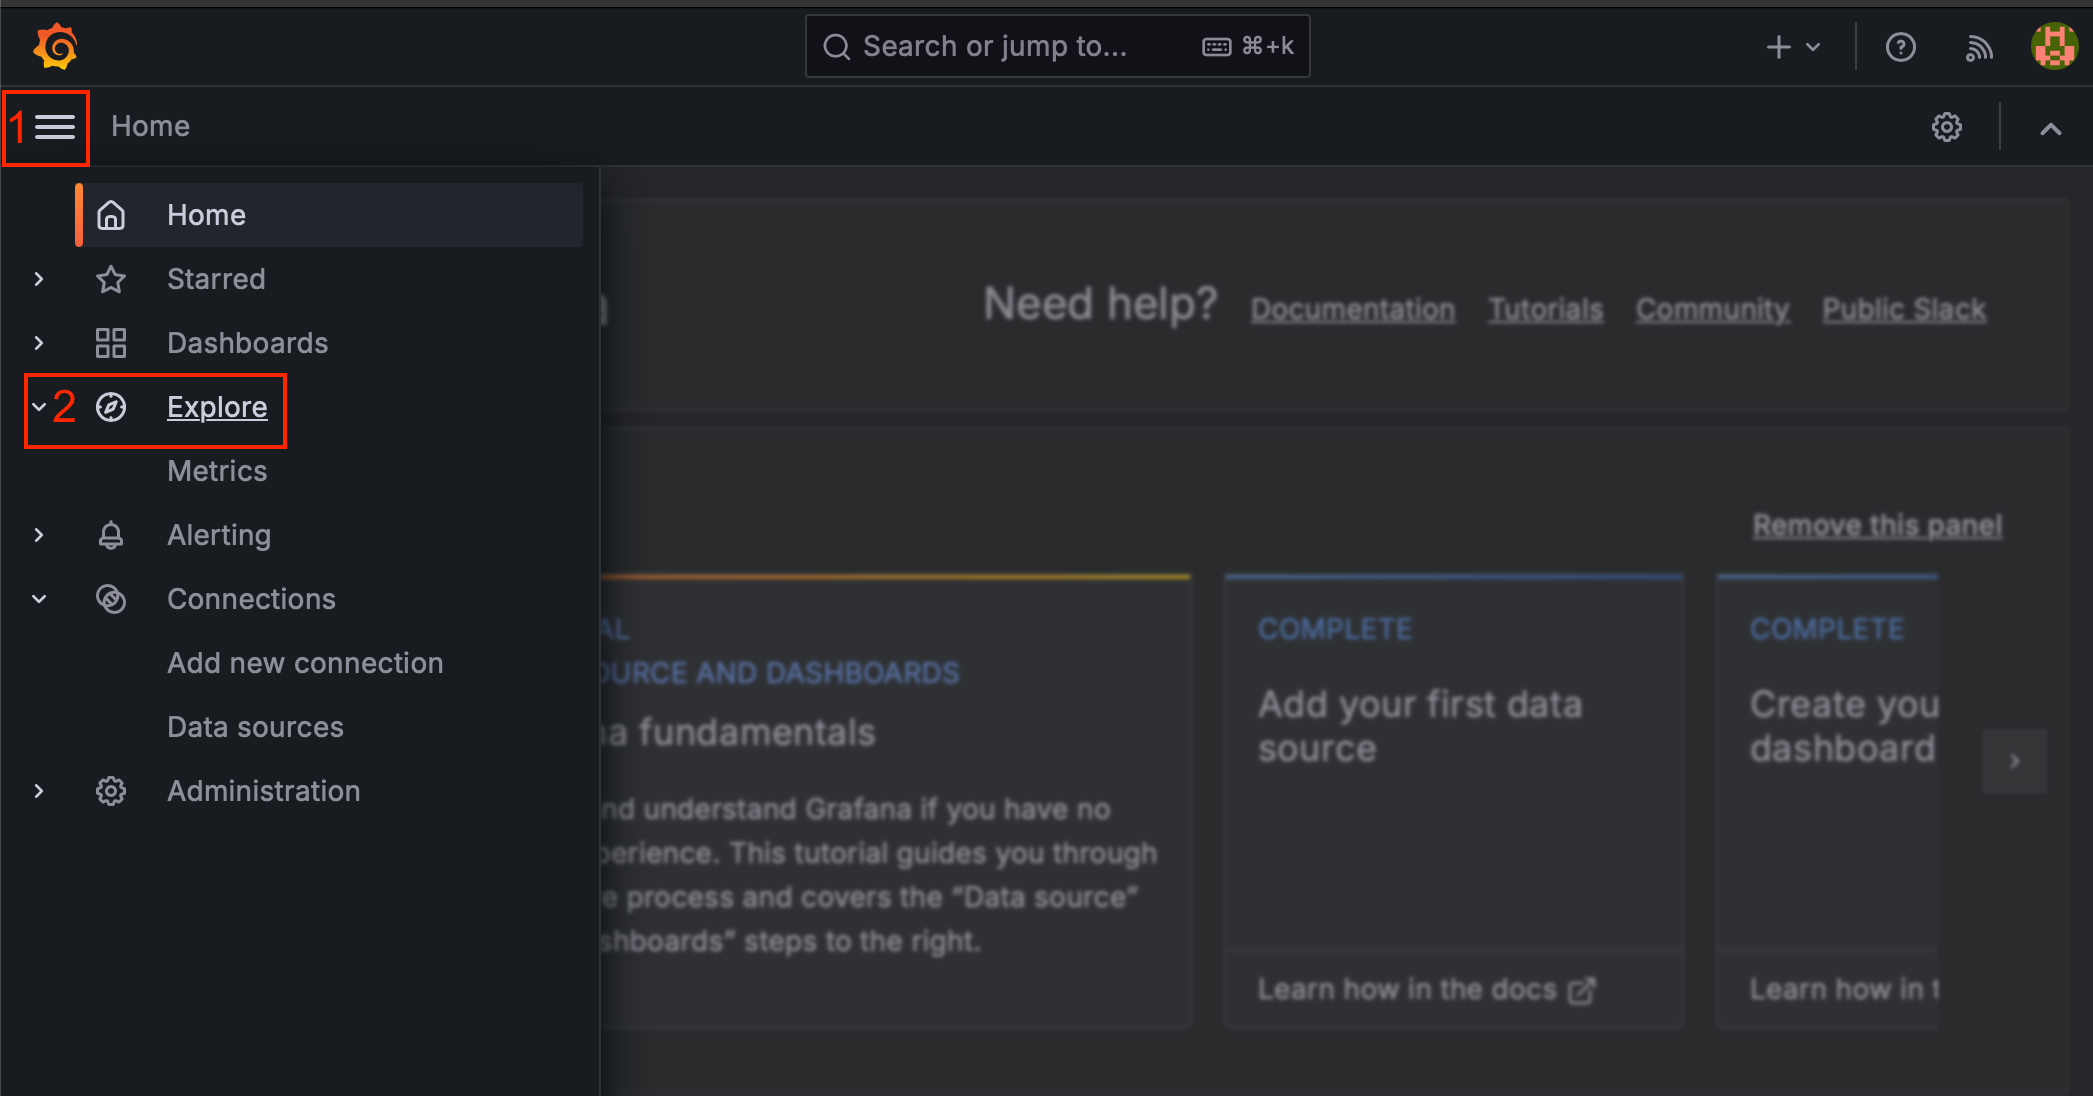 Search or jump to... ⌘+k
1 Home
Home
Starred
Dashboards
2 Explore
Metrics
Alerting
Connections
Add new connection
Data sources
Administration
Need help? Documentation Tutorials Community Public Slack
Remove this panel
AL
OURCE AND DASHBOARDS
na fundamentals
nd understand Grafana if you have no
perience. This tutorial guides you through
e process and covers the “Data source”
shboards” steps to the right.
COMPLETE
Add your first data
source
Learn how in the docs
COMPLETE
Create you
dashboard
Learn how in t